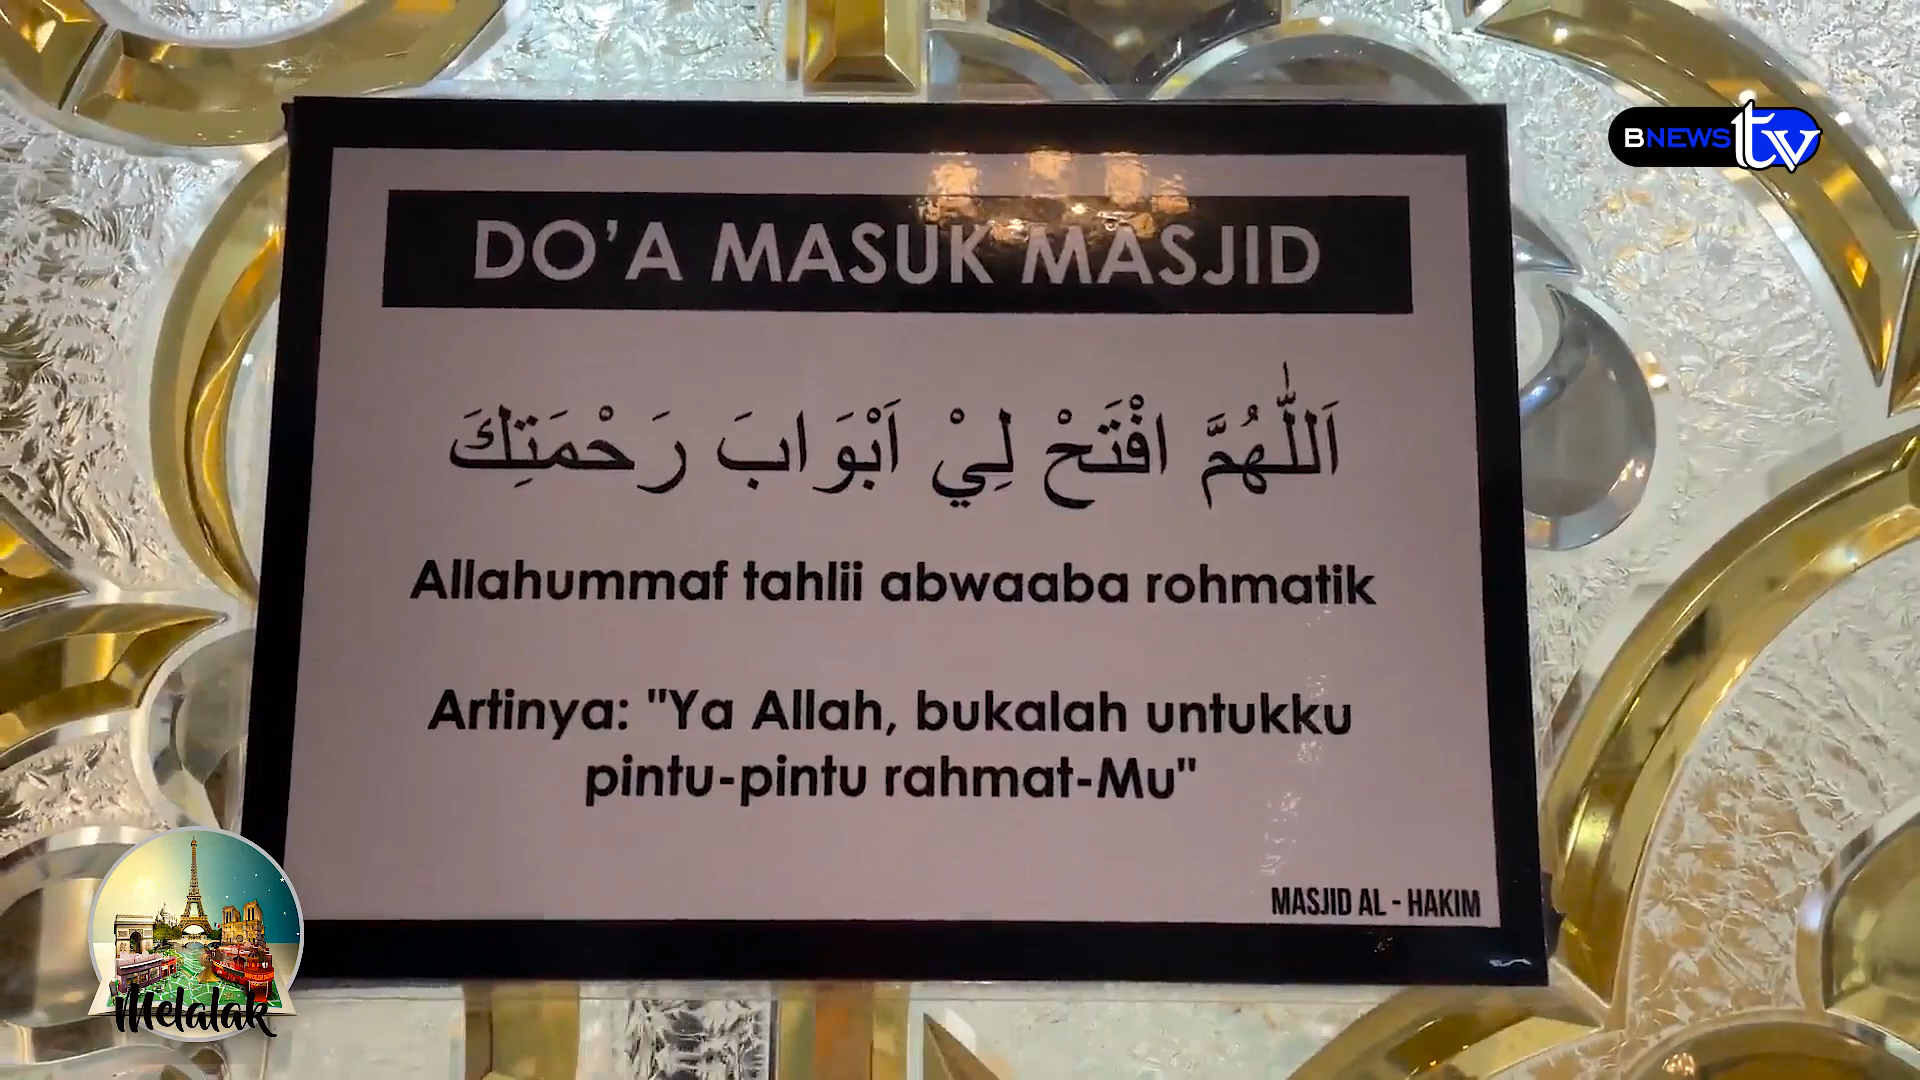 BNEWS tv
DO'A MASUK MASJID
اَللّٰهُمَّ افْتَحْ لِيْ اَبْوَابَ رَحْمَتِكَ
Allahummaf tahlii abwaaba rohmatik
Artinya: "Ya Allah, bukalah untukku
pintu-pintu rahmat-Mu"
MASJID AL - HAKIM
Melalak